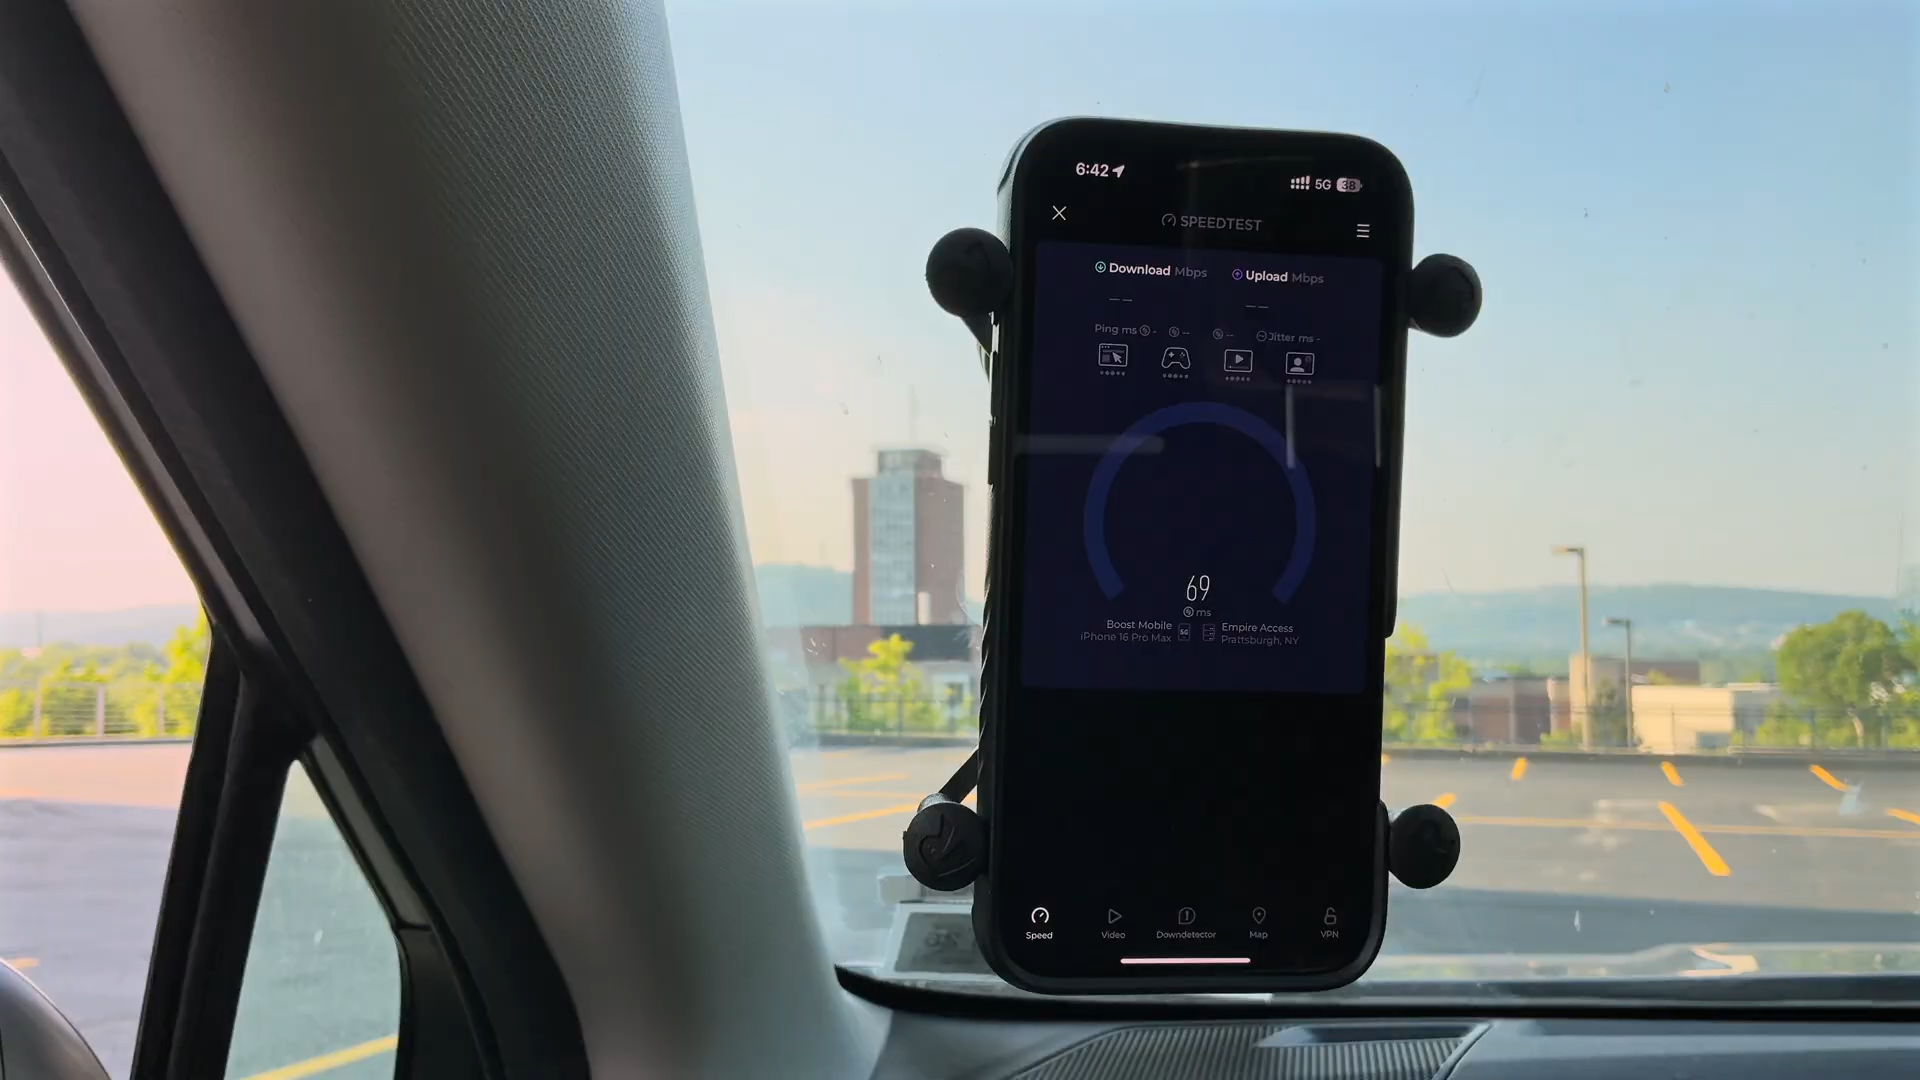 6:42
5G 38
SPEEDTEST
Download Mbps Upload Mbps
Ping ms - -- -- Jitter ms -
69
ms
Boost Mobile
iPhone 16 Pro Max
5G
Empire Access
Prattsburgh, NY
Speed Video Downdetector Map VPN